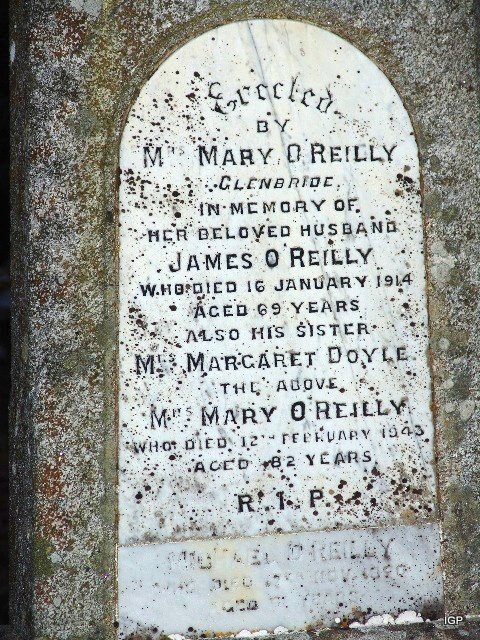 Erected
BY
MRS MARY O'REILLY
GLENBRIDE
IN MEMORY OF
HER BELOVED HUSBAND
JAMES O'REILLY
WHO DIED 16 JANUARY 1914
AGED 69 YEARS
ALSO HIS SISTER
MRS MARGARET DOYLE
THE ABOVE
MRS MARY O'REILLY
WHO DIED 12TH FEBRUARY 1943
AGED 82 YEARS
R.I.P.
O'REILLY
DIED
IGP